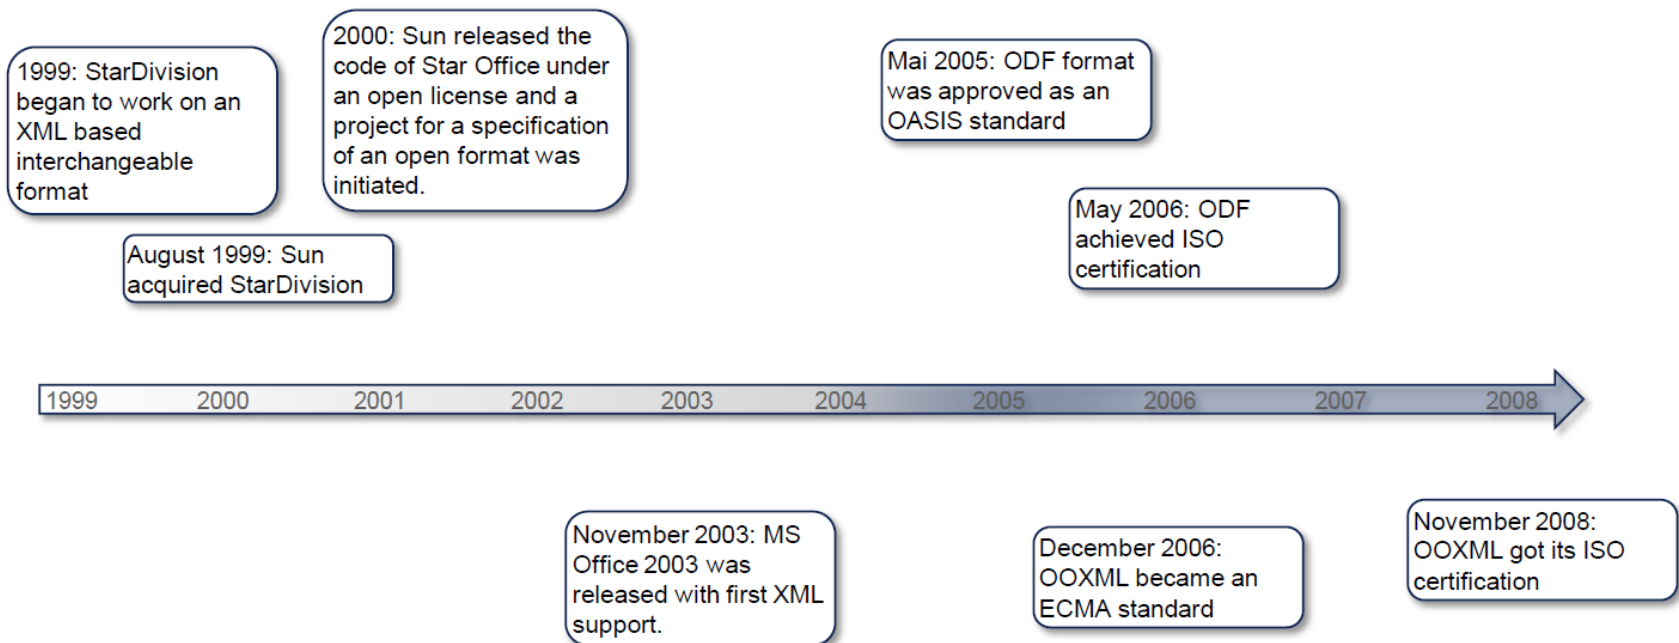 1999: StarDivision
began to work on an
XML based
interchangeable
format
2000: Sun released the
code of Star Office under
an open license and a
project for a specification
of an open format was
initiated.
Mai 2005: ODF format
was approved as an
OASIS standard
May 2006: ODF
achieved ISO
certification
August 1999: Sun
acquired StarDivision
1999 2000 2001 2002 2003 2004 2005 2006 2007 2008
November 2003: MS
Office 2003 was
released with first XML
support.
December 2006:
OOXML became an
ECMA standard
November 2008:
OOXML got its ISO
certification